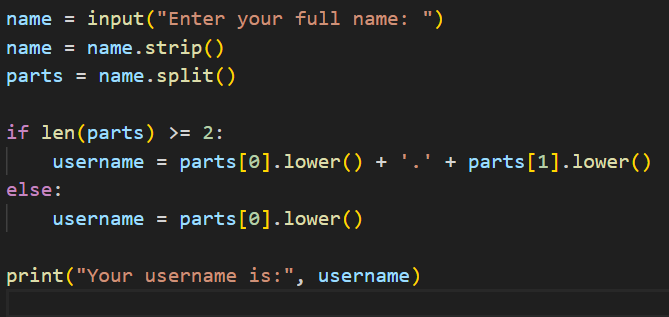 name = input("Enter your full name: ")
name = name.strip()
parts = name.split()

if len(parts) >= 2:
    username = parts[0].lower() + '.' + parts[1].lower()
else:
    username = parts[0].lower()

print("Your username is:", username)